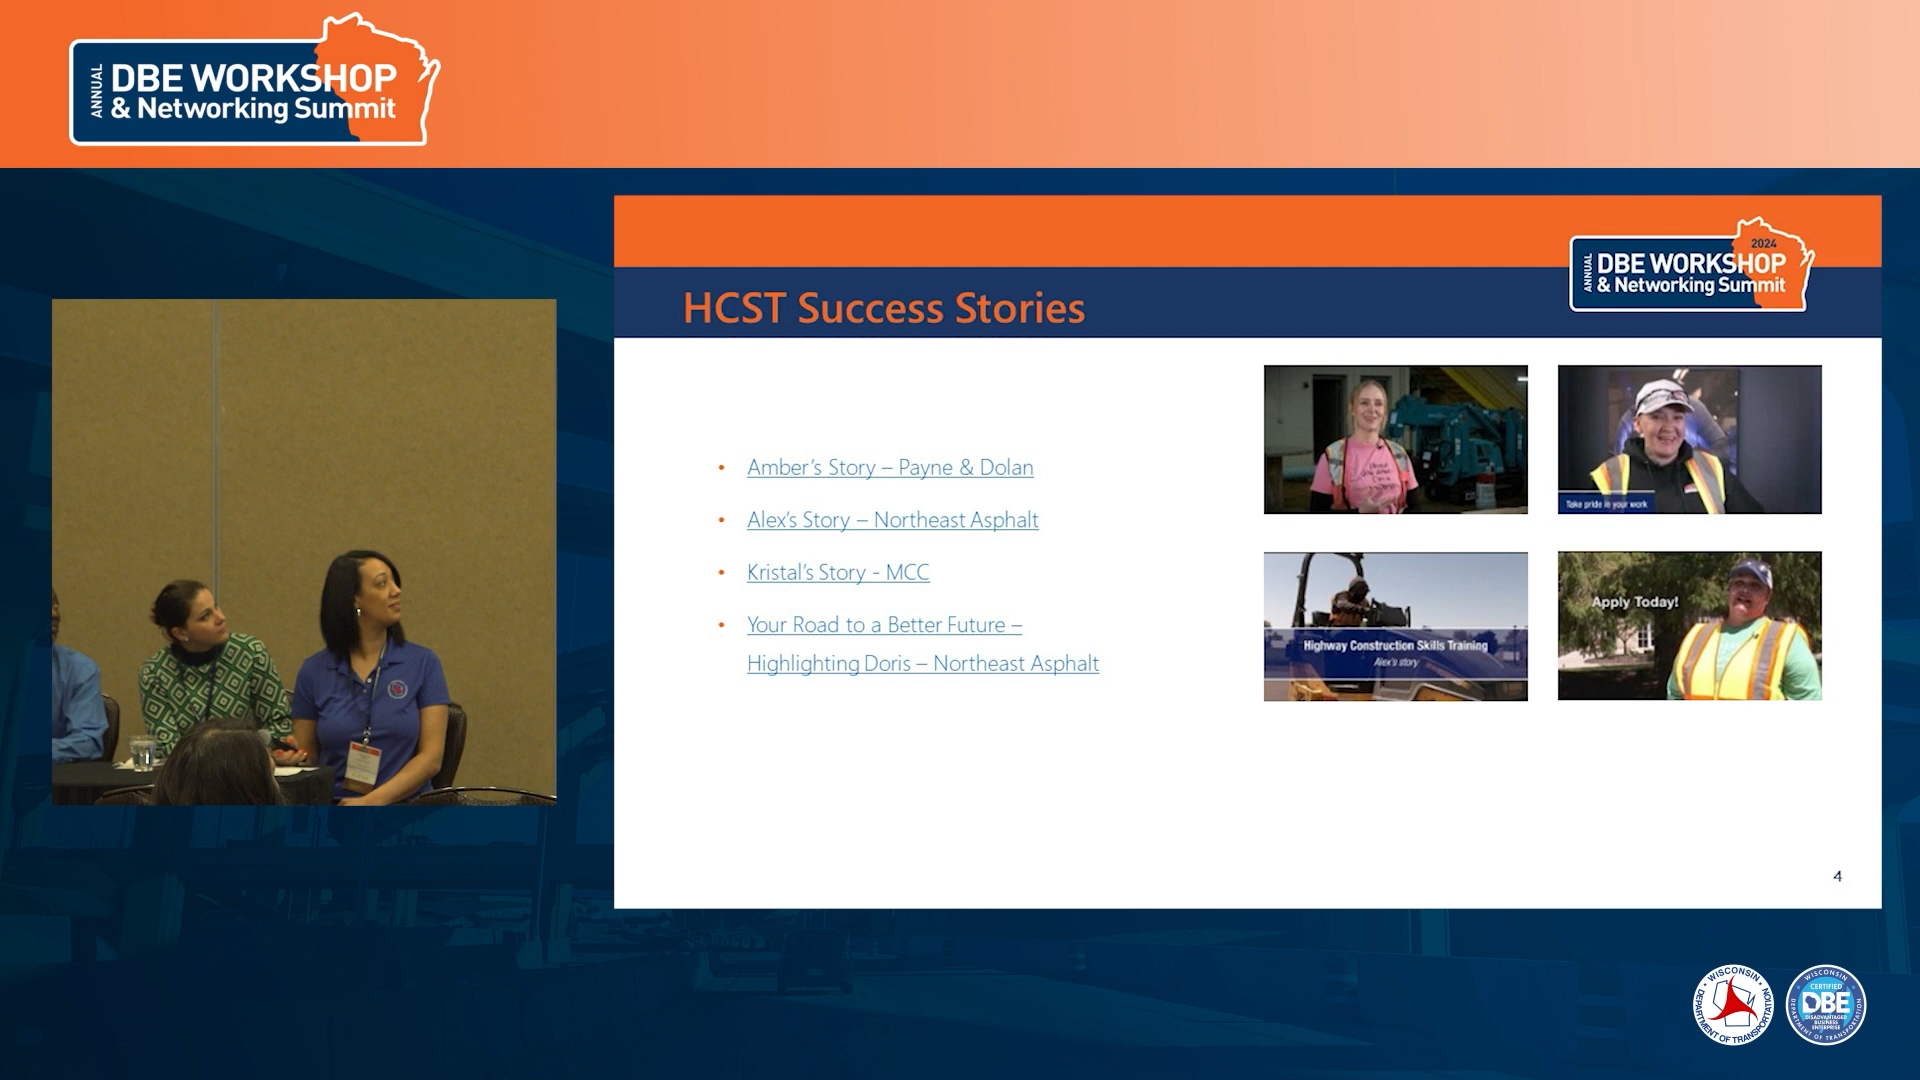 ANNUAL
DBE WORKSHOP
& Networking Summit
2024
ANNUAL
DBE WORKSHOP
& Networking Summit
HCST Success Stories
• Amber's Story – Payne & Dolan
• Alex's Story – Northeast Asphalt
• Kristal's Story - MCC
• Your Road to a Better Future –
Highlighting Doris – Northeast Asphalt
Take pride in your work
Highway Construction Skills Training
Alex's story
Apply Today!
4
WISCONSIN
DEPARTMENT OF TRANSPORTATION
WISCONSIN
CERTIFIED
DBE
DISADVANTAGED
BUSINESS
ENTERPRISE
DEPARTMENT OF TRANSPORTATION